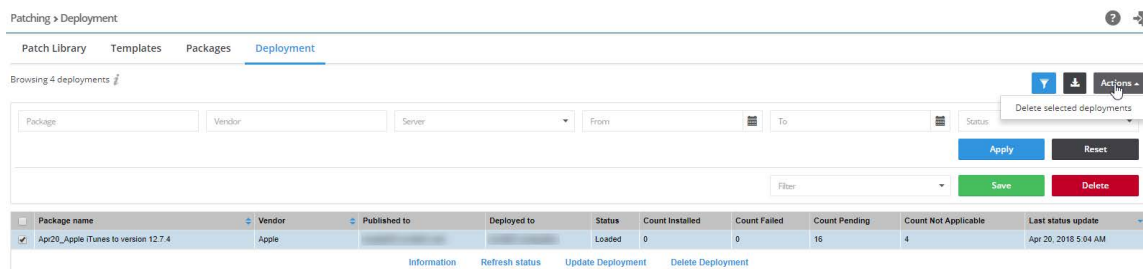 Patching > Deployment
Patch Library Templates Packages Deployment
Browsing 4 deployments i
Actions
Delete selected deployments
Package Vendor Server From To Status
Apply Reset
Filter Save Delete
Package name Vendor Published to Deployed to Status Count Installed Count Failed Count Pending Count Not Applicable Last status update
Apr20_Apple iTunes to version 12.7.4 Apple Loaded 0 0 16 4 Apr 20, 2018 5:04 AM
Information Refresh status Update Deployment Delete Deployment